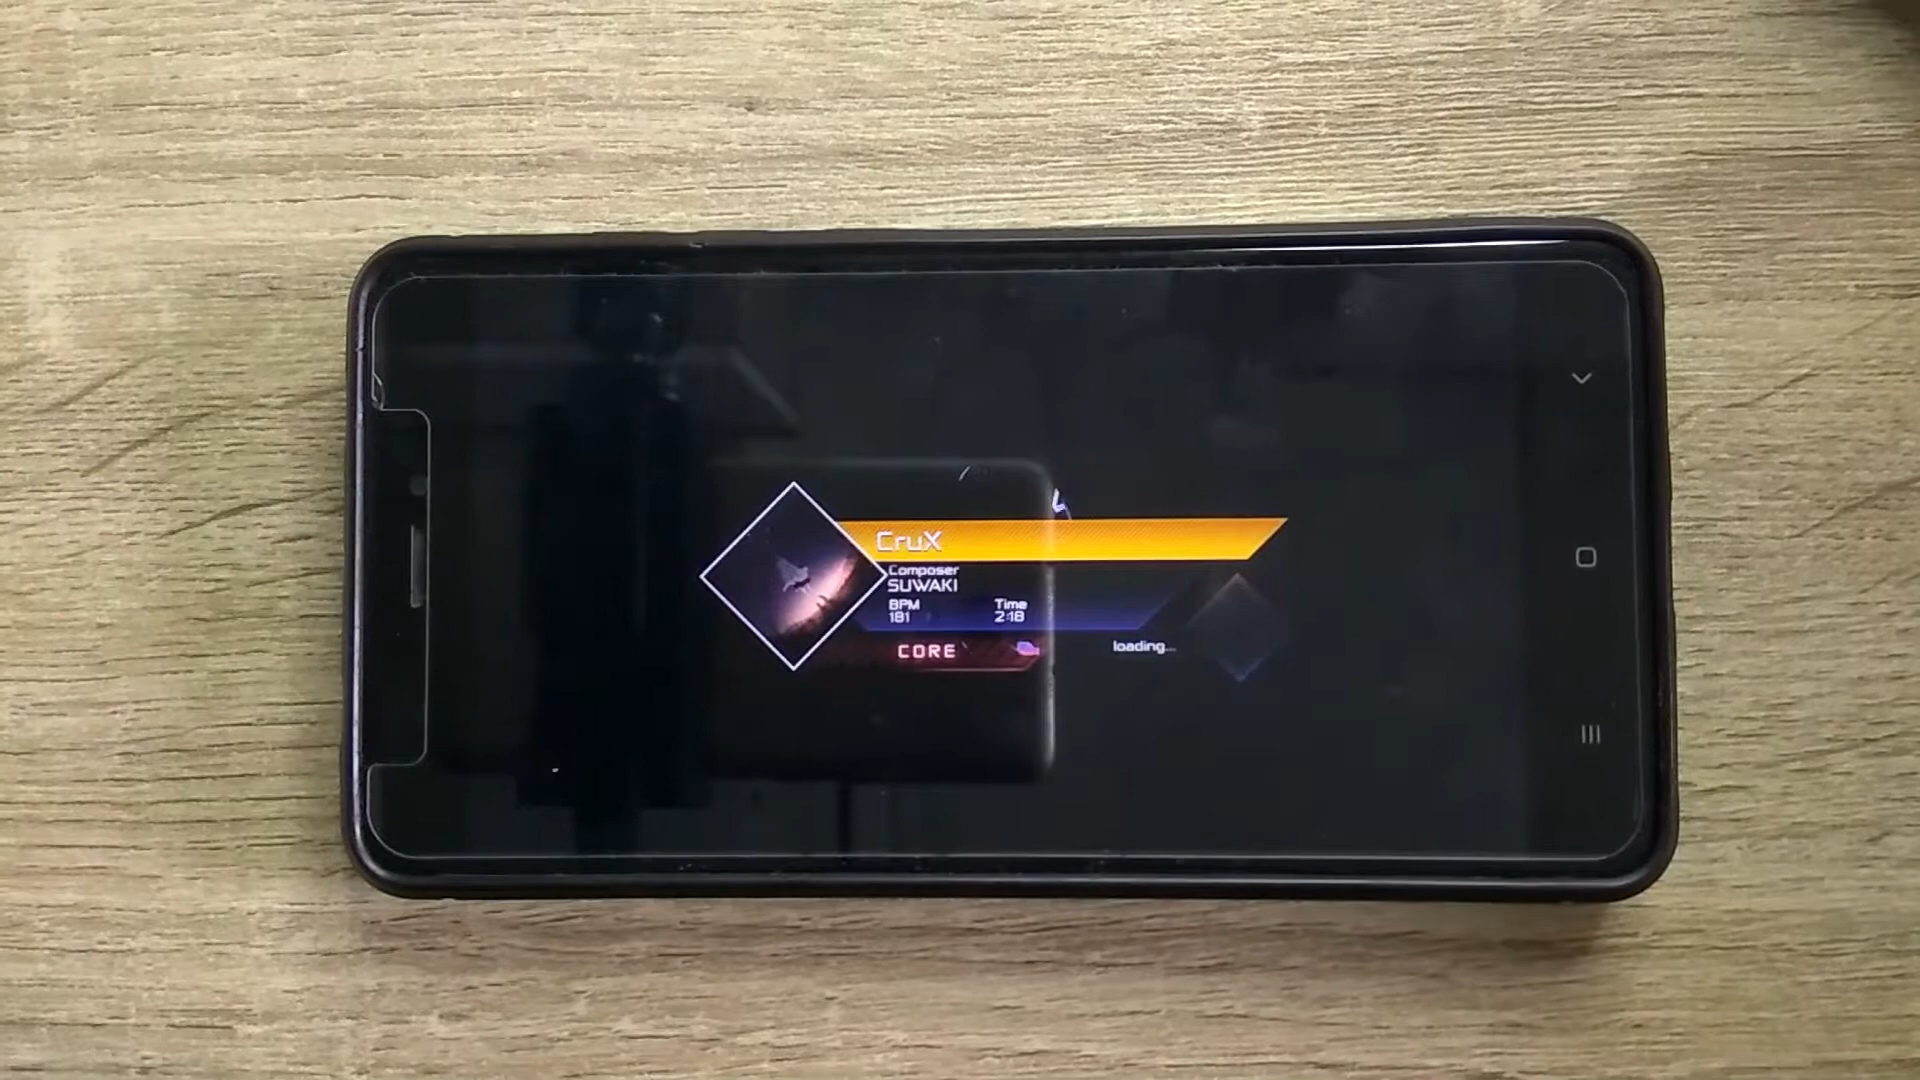 CruX
Composer
SUWAKI
BPM
Time
181
2:18
CORE
loading...